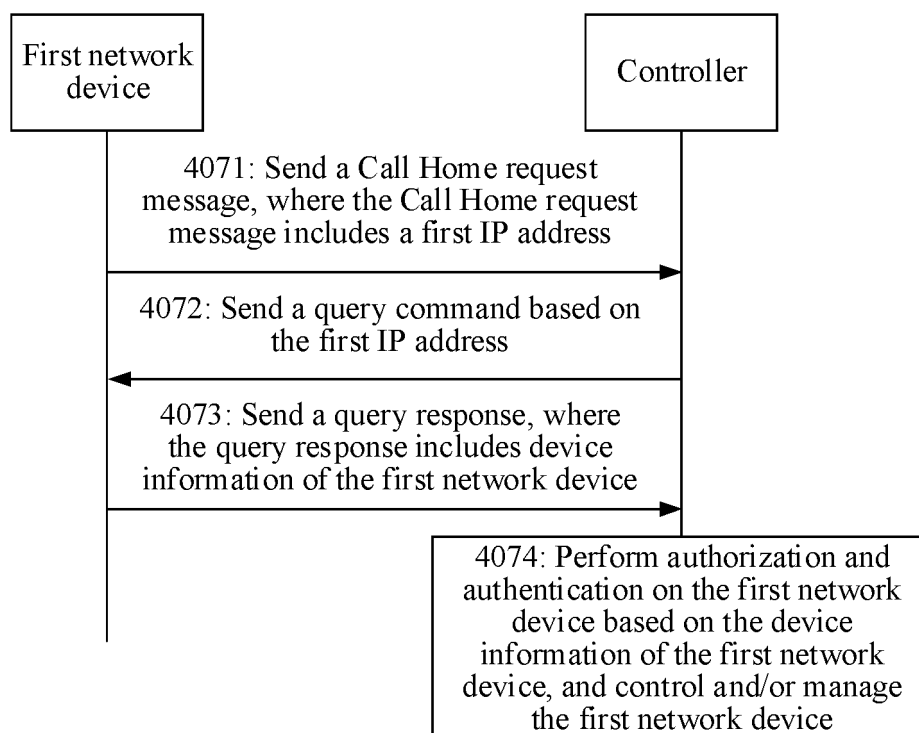 First network
device
Controller
4071: Send a Call Home request
message, where the Call Home request
message includes a first IP address
4072: Send a query command based on
the first IP address
4073: Send a query response, where
the query response includes device
information of the first network device
4074: Perform authorization and
authentication on the first network
device based on the device
information of the first network
device, and control and/or manage
the first network device